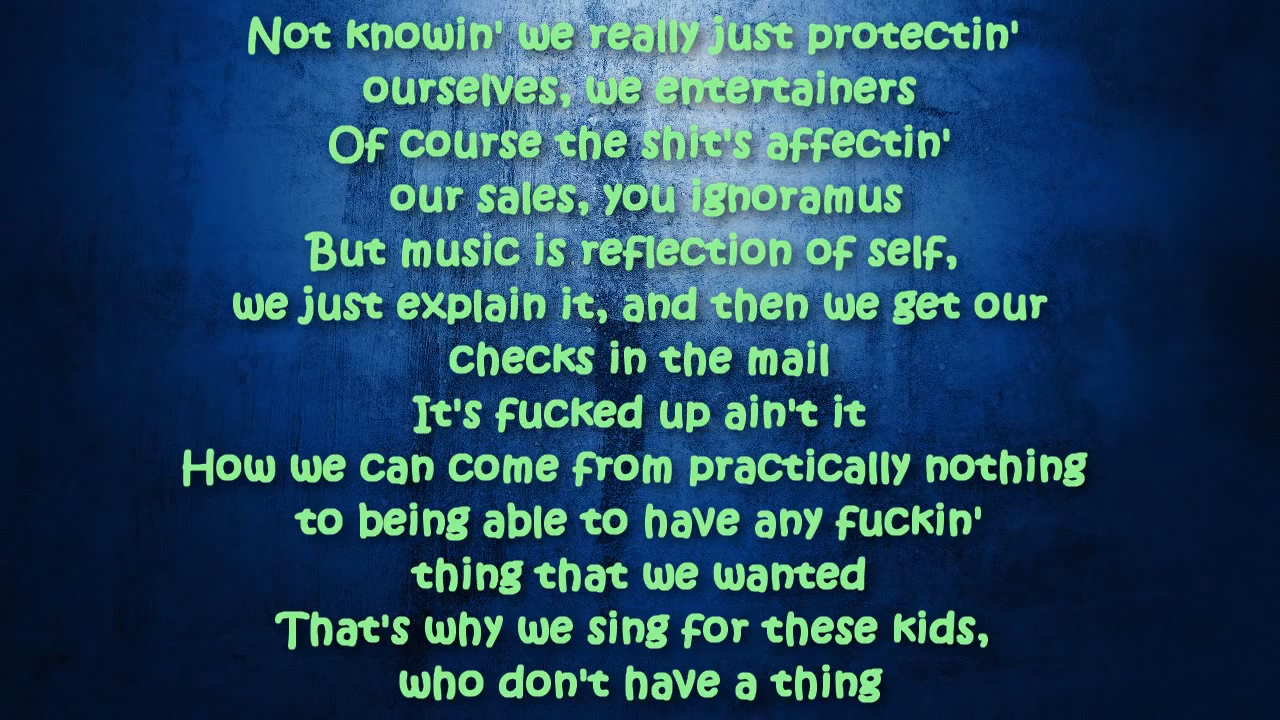 Not knowin' we really just protectin'
ourselves, we entertainers
Of course the shit's affectin'
our sales, you ignoramus
But music is reflection of self,
we just explain it, and then we get our
checks in the mail
It's fucked up ain't it
How we can come from practically nothing
to being able to have any fuckin'
thing that we wanted
That's why we sing for these kids,
who don't have a thing